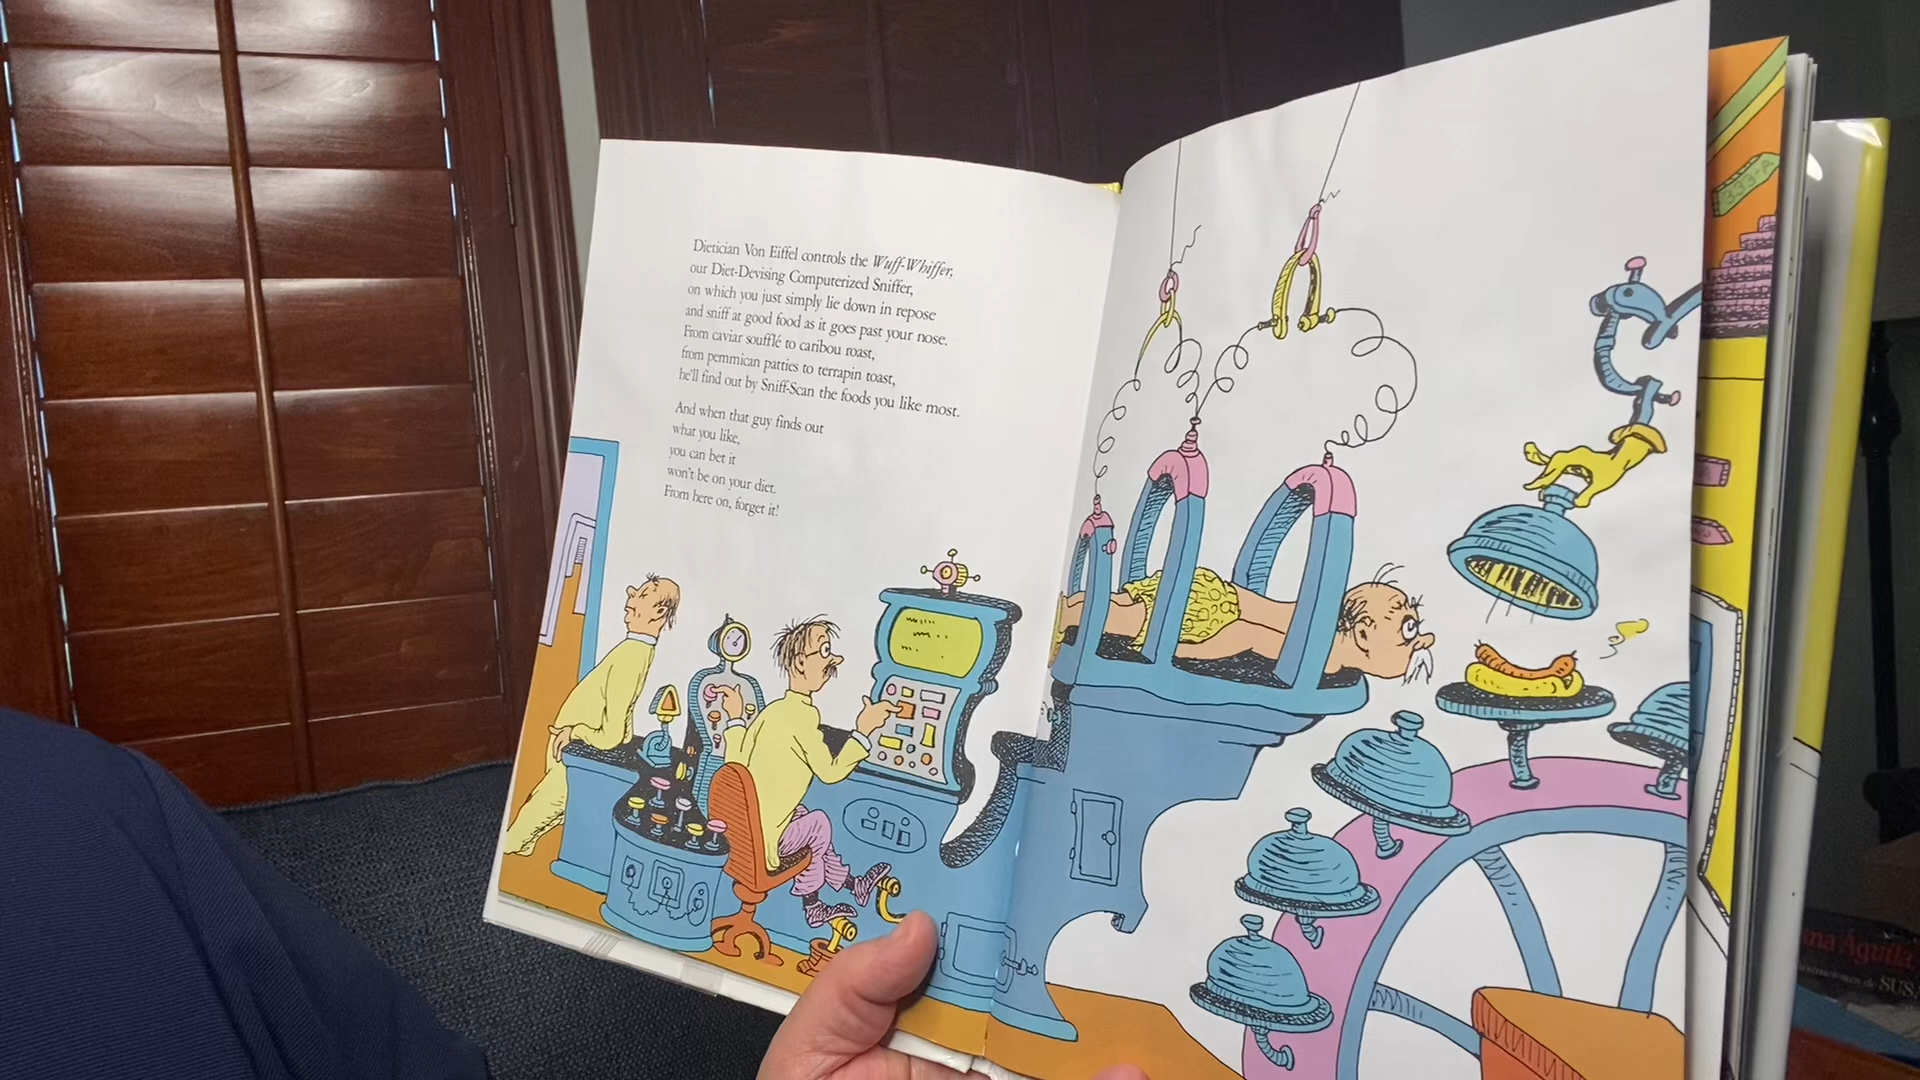 Dietician Von Eiffel controls the Wuff-Whiffer,
our Diet-Devising Computerized Sniffer,
on which you just simply lie down in repose
and sniff at good food as it goes past your nose.
From caviar soufflé to caribou roast,
from pemmican patties to terrapin toast,
he'll find out by Sniff-Scan the foods you like most.
And when that guy finds out
what you like,
you can bet it
won't be on your diet.
From here on, forget it!
333-A
Águila
de SUS